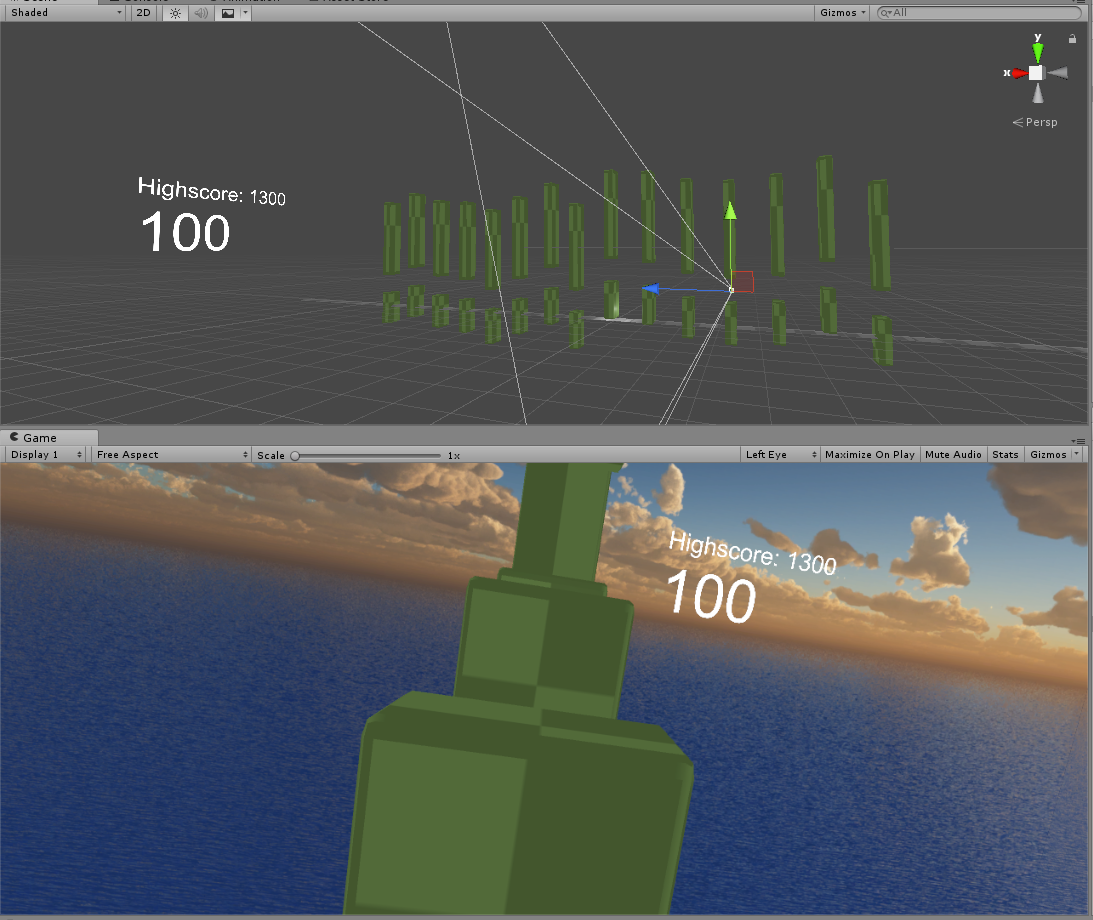 Shaded
2D
Gizmos
All
y
x
Persp
Highscore: 1300
100
Game
Display 1
Free Aspect
Scale
1x
Left Eye
Maximize On Play
Mute Audio
Stats
Gizmos
Highscore: 1300
100